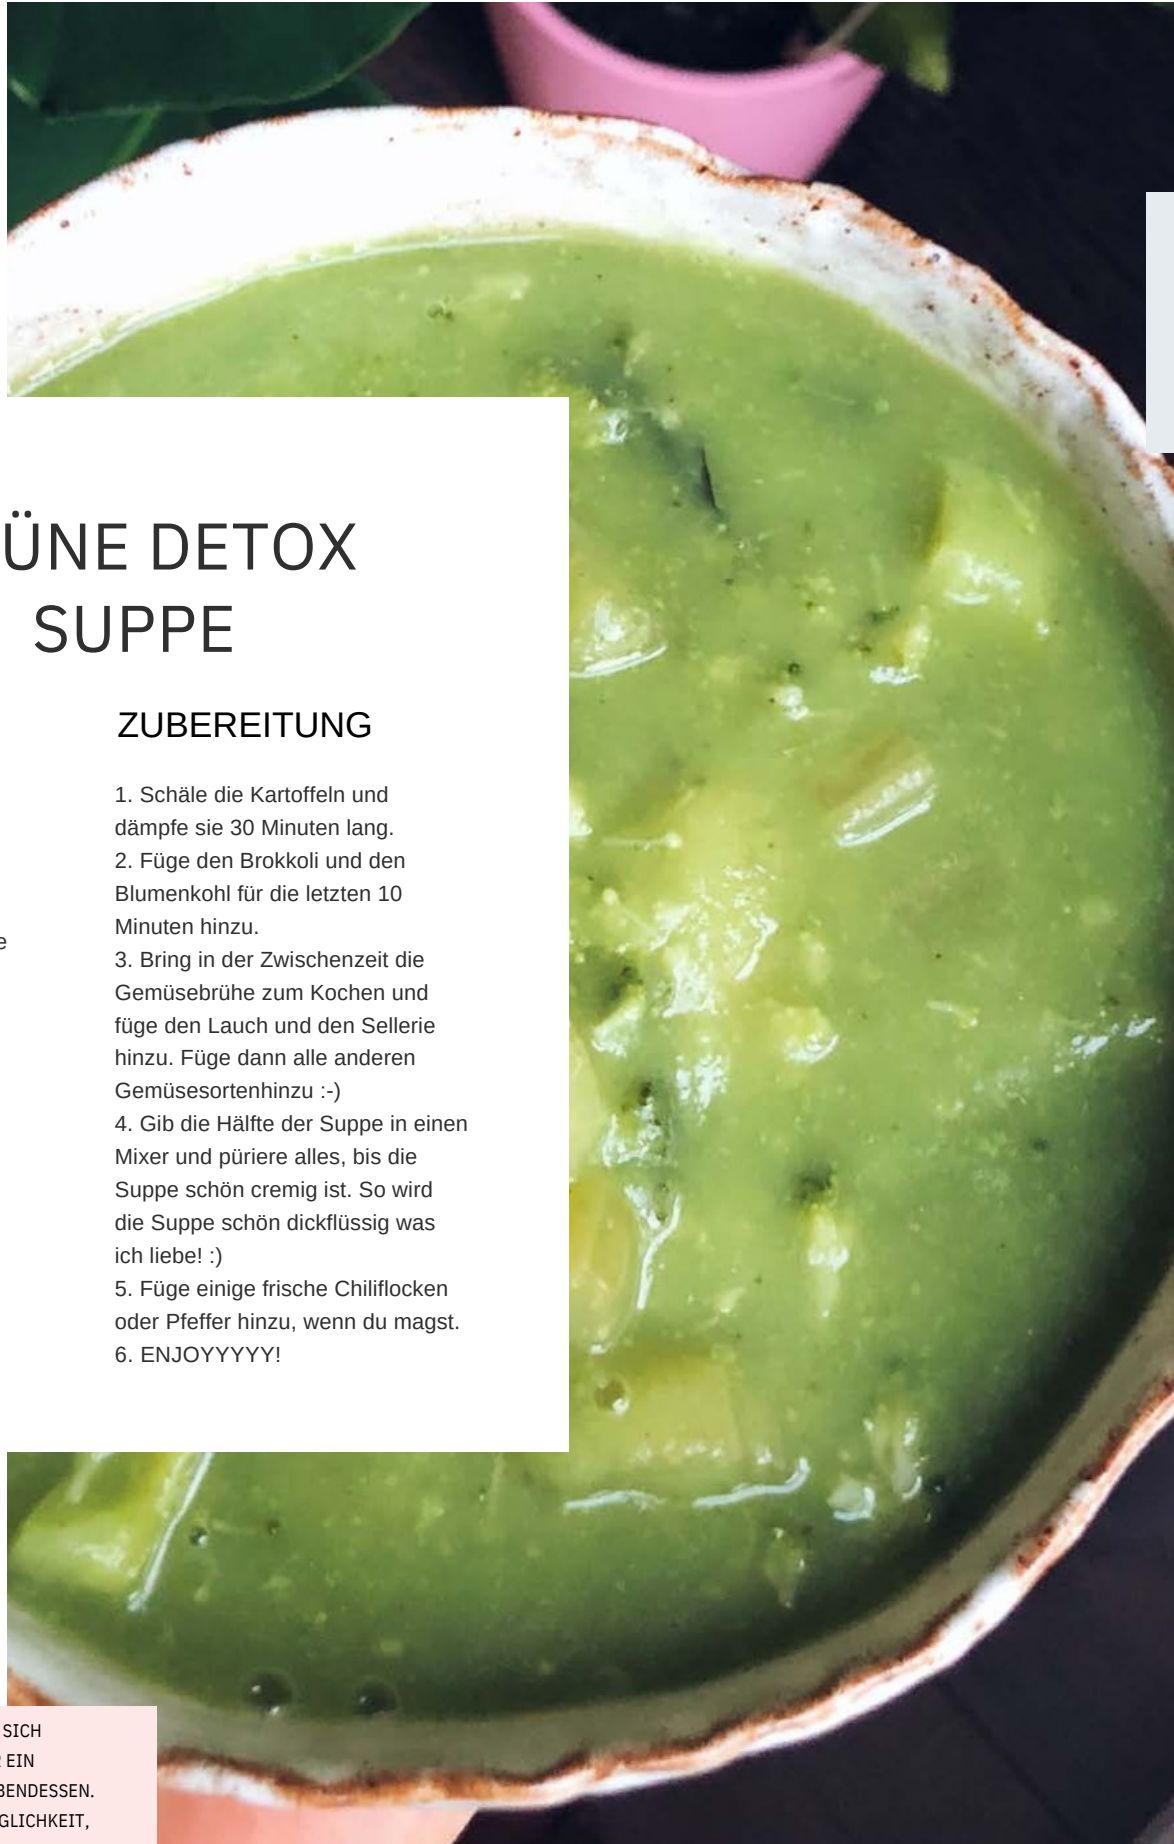 ÜNE DETOX
SUPPE
ZUBEREITUNG
1. Schäle die Kartoffeln und
dämpfe sie 30 Minuten lang.
2. Füge den Brokkoli und den
Blumenkohl für die letzten 10
Minuten hinzu.
e
3. Bring in der Zwischenzeit die
Gemüsebrühe zum Kochen und
füge den Lauch und den Sellerie
hinzu. Füge dann alle anderen
Gemüsesortenhinzu :-)
4. Gib die Hälfte der Suppe in einen
Mixer und püriere alles, bis die
Suppe schön cremig ist. So wird
die Suppe schön dickflüssig was
ich liebe! :)
5. Füge einige frische Chiliflocken
oder Pfeffer hinzu, wenn du magst.
6. ENJOYYYYY!
SICH
EIN
BENDESSEN.
GLICHKEIT,